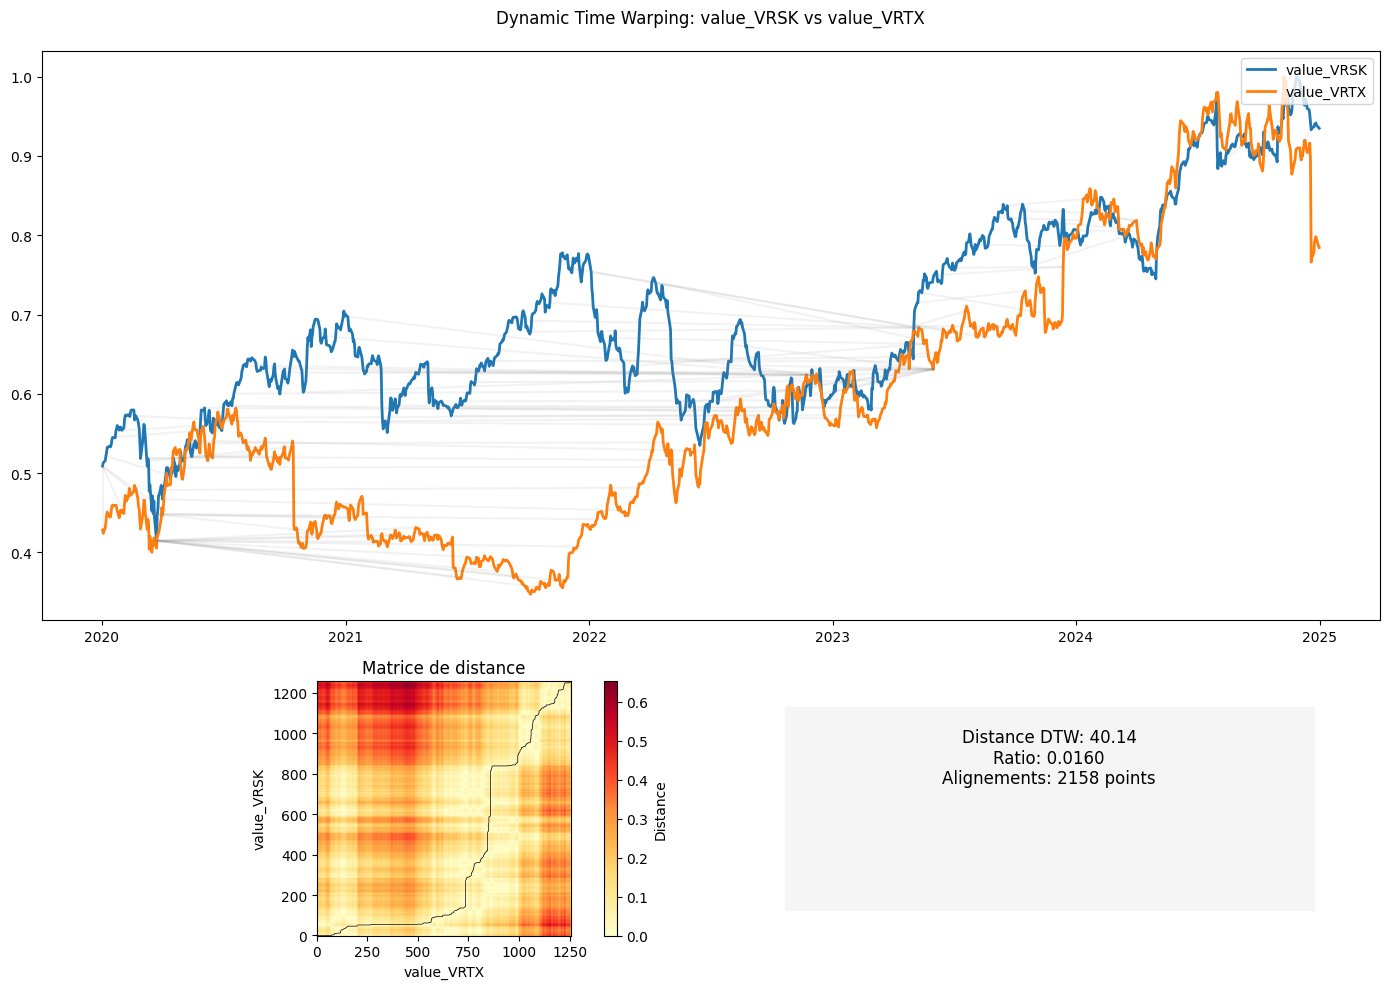 Dynamic Time Warping: value_VRSK vs value_VRTX
value_VRSK
value_VRTX
1.0
0.9
0.8
0.7
0.6
0.5
0.4
2020 2021 2022 2023 2024 2025
Matrice de distance
value_VRSK
1200
1000
800
600
400
200
0
0 250 500 750 1000 1250
value_VRTX
0.6
0.5
0.4
0.3
0.2
0.1
0.0
Distance
Distance DTW: 40.14
Ratio: 0.0160
Alignements: 2158 points